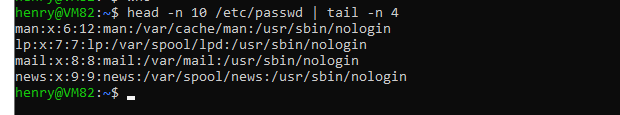 henry@VM82:~$ head -n 10 /etc/passwd | tail -n 4
man:x:6:12:man:/var/cache/man:/usr/sbin/nologin
lp:x:7:7:lp:/var/spool/lpd:/usr/sbin/nologin
mail:x:8:8:mail:/var/mail:/usr/sbin/nologin
news:x:9:9:news:/var/spool/news:/usr/sbin/nologin
henry@VM82:~$